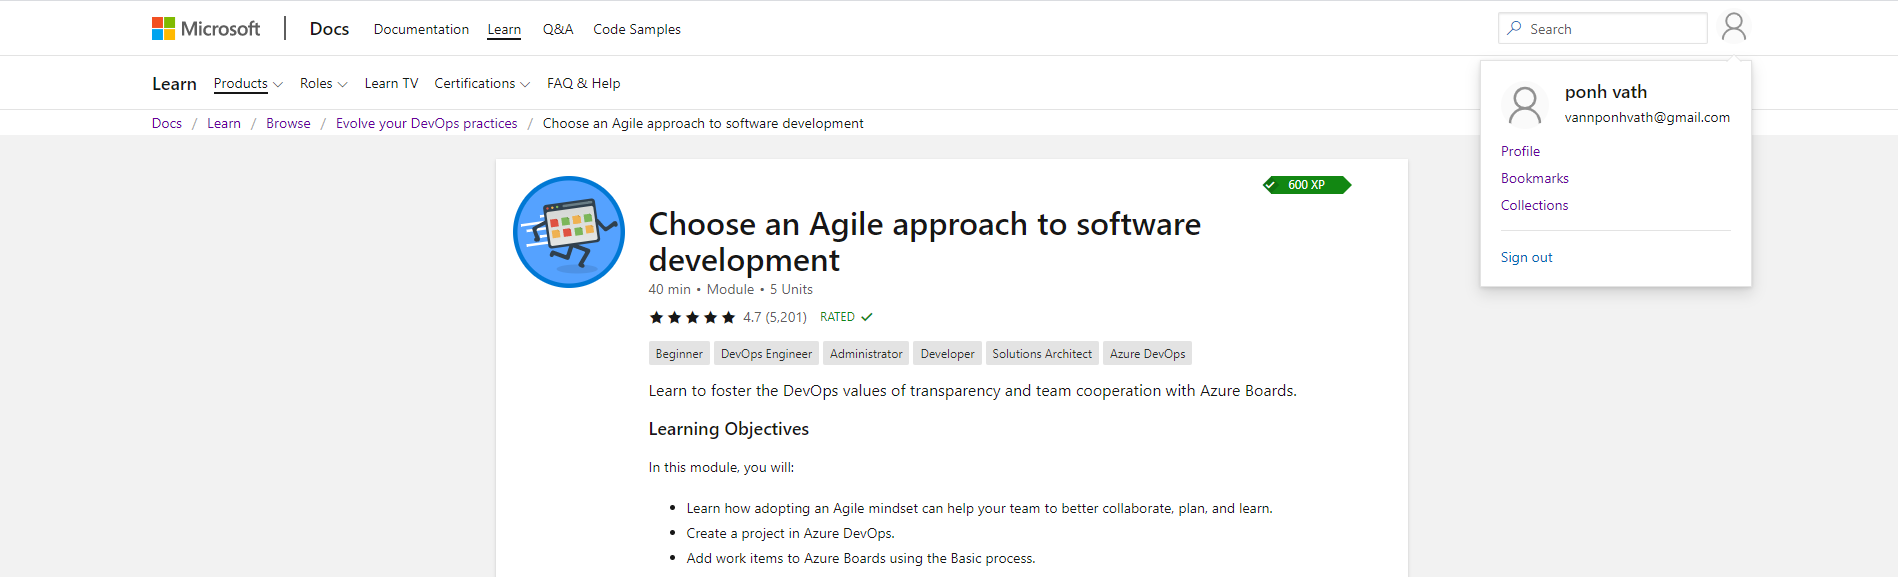 Microsoft | Docs Documentation Learn Q&A Code Samples Search
Learn Products Roles Learn TV Certifications FAQ & Help
Docs / Learn / Browse / Evolve your DevOps practices / Choose an Agile approach to software development
ponh vath
vannponhvath@gmail.com
Profile
Bookmarks
Collections
Sign out
600 XP
Choose an Agile approach to software
development
40 min • Module • 5 Units
4.7 (5,201) RATED
Beginner DevOps Engineer Administrator Developer Solutions Architect Azure DevOps
Learn to foster the DevOps values of transparency and team cooperation with Azure Boards.
Learning Objectives
In this module, you will:
• Learn how adopting an Agile mindset can help your team to better collaborate, plan, and learn.
• Create a project in Azure DevOps.
• Add work items to Azure Boards using the Basic process.